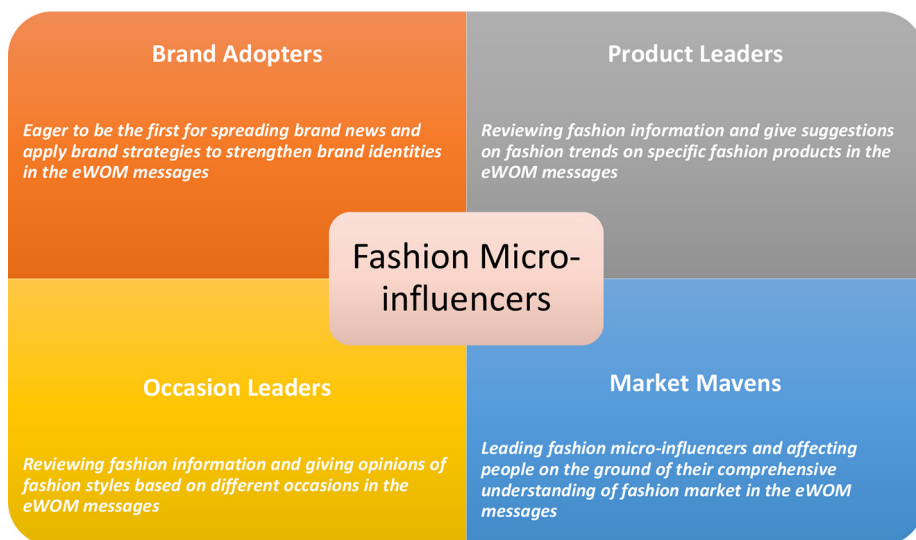 Brand Adopters
Eager to be the first for spreading brand news and
apply brand strategies to strengthen brand identities
in the eWOM messages
Product Leaders
Reviewing fashion information and give suggestions
on fashion trends on specific fashion products in the
eWOM messages
Fashion Micro-
influencers
Occasion Leaders
Reviewing fashion information and giving opinions of
fashion styles based on different occasions in the
eWOM messages
Market Mavens
Leading fashion micro-influencers and affecting
people on the ground of their comprehensive
understanding of fashion market in the eWOM
messages